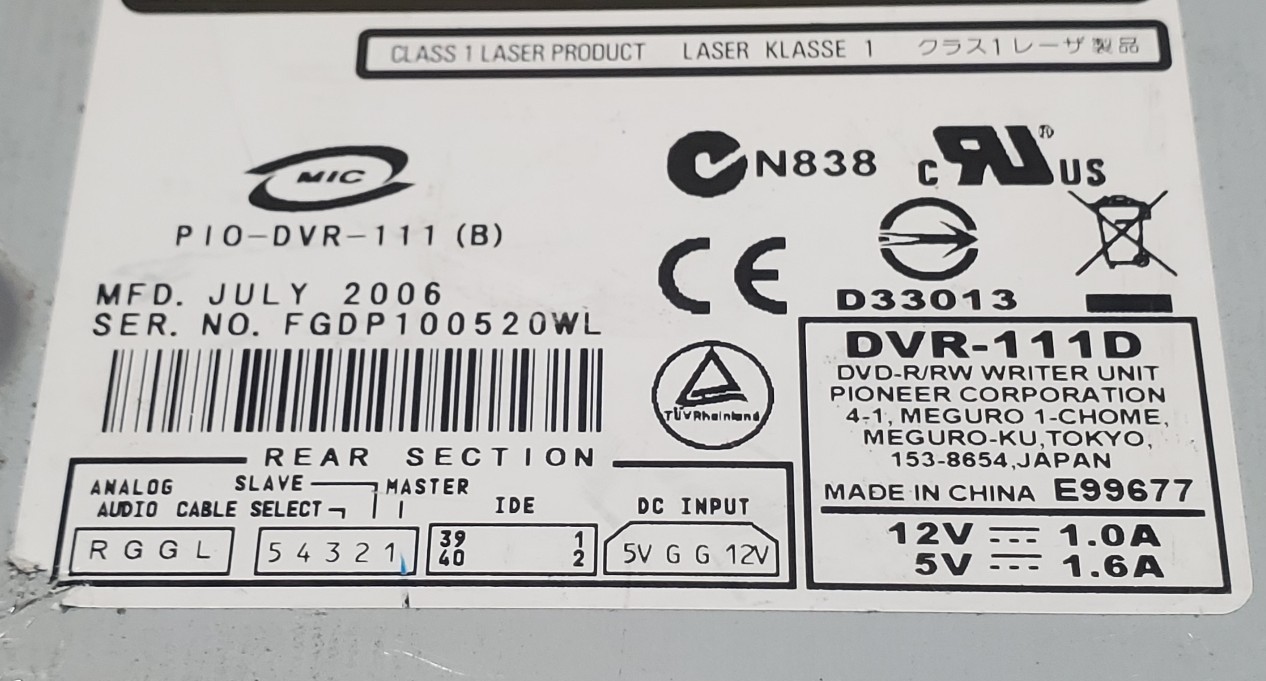 CLASS 1 LASER PRODUCT LASER KLASSE 1 クラス1レーザ製品
MIC
PIO-DVR-111 (B)
N838
C RU® US
CE
D33013
MFD. JULY 2006
SER. NO. FGDP100520WL
TÜVRheinland
DVR-111D
DVD-R/RW WRITER UNIT
PIONEER CORPORATION
4-1, MEGURO 1-CHOME,
MEGURO-KU,TOKYO,
153-8654,JAPAN
MADE IN CHINA E99677
12V 1.0A
5V 1.6A
REAR SECTION
ANALOG AUDIO
SLAVE
MASTER
CABLE SELECT
IDE
DC INPUT
R G G L
5 4 3 2 1
39 1
40 2
5V G G 12V